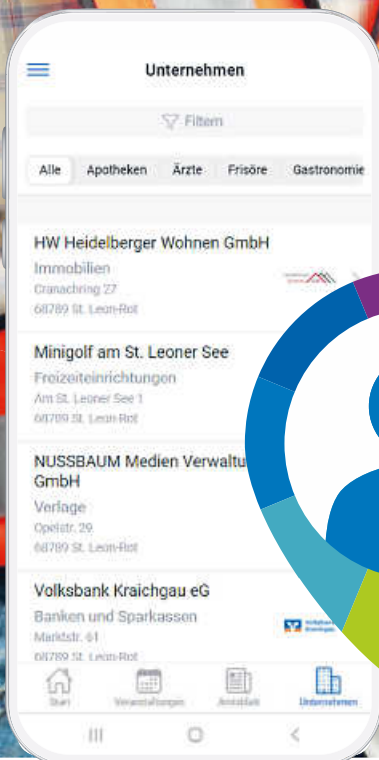 Unternehmen
Filtern
Alle Apotheken Ärzte Frisöre Gastronomie
HW Heidelberger Wohnen GmbH
Immobilien
Cranachring 27
68789 St. Leon-Rot
Minigolf am St. Leoner See
Freizeiteinrichtungen
Am St. Leoner See 1
68789 St. Leon-Rot
NUSSBAUM Medien Verwaltu
GmbH
Verlage
Opelstr. 29
68789 St. Leon-Rot
Volksbank Kraichgau eG
Banken und Sparkassen
Marktstr. 61
68789 St. Leon-Rot
Start Veranstaltungen Amtsblatt Unternehmen